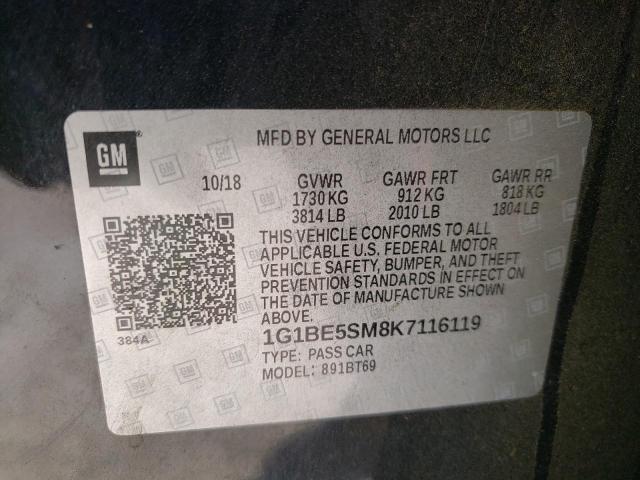 GM
MFD BY GENERAL MOTORS LLC
10/18 GVWR GAWR FRT GAWR RR
1730 KG 912 KG 818 KG
3814 LB 2010 LB 1804 LB
THIS VEHICLE CONFORMS TO ALL
APPLICABLE U.S. FEDERAL MOTOR
VEHICLE SAFETY, BUMPER, AND THEFT
PREVENTION STANDARDS IN EFFECT ON
THE DATE OF MANUFACTURE SHOWN
ABOVE.
384A
1G1BE5SM8K7116119
TYPE: PASS CAR
MODEL: 891BT69